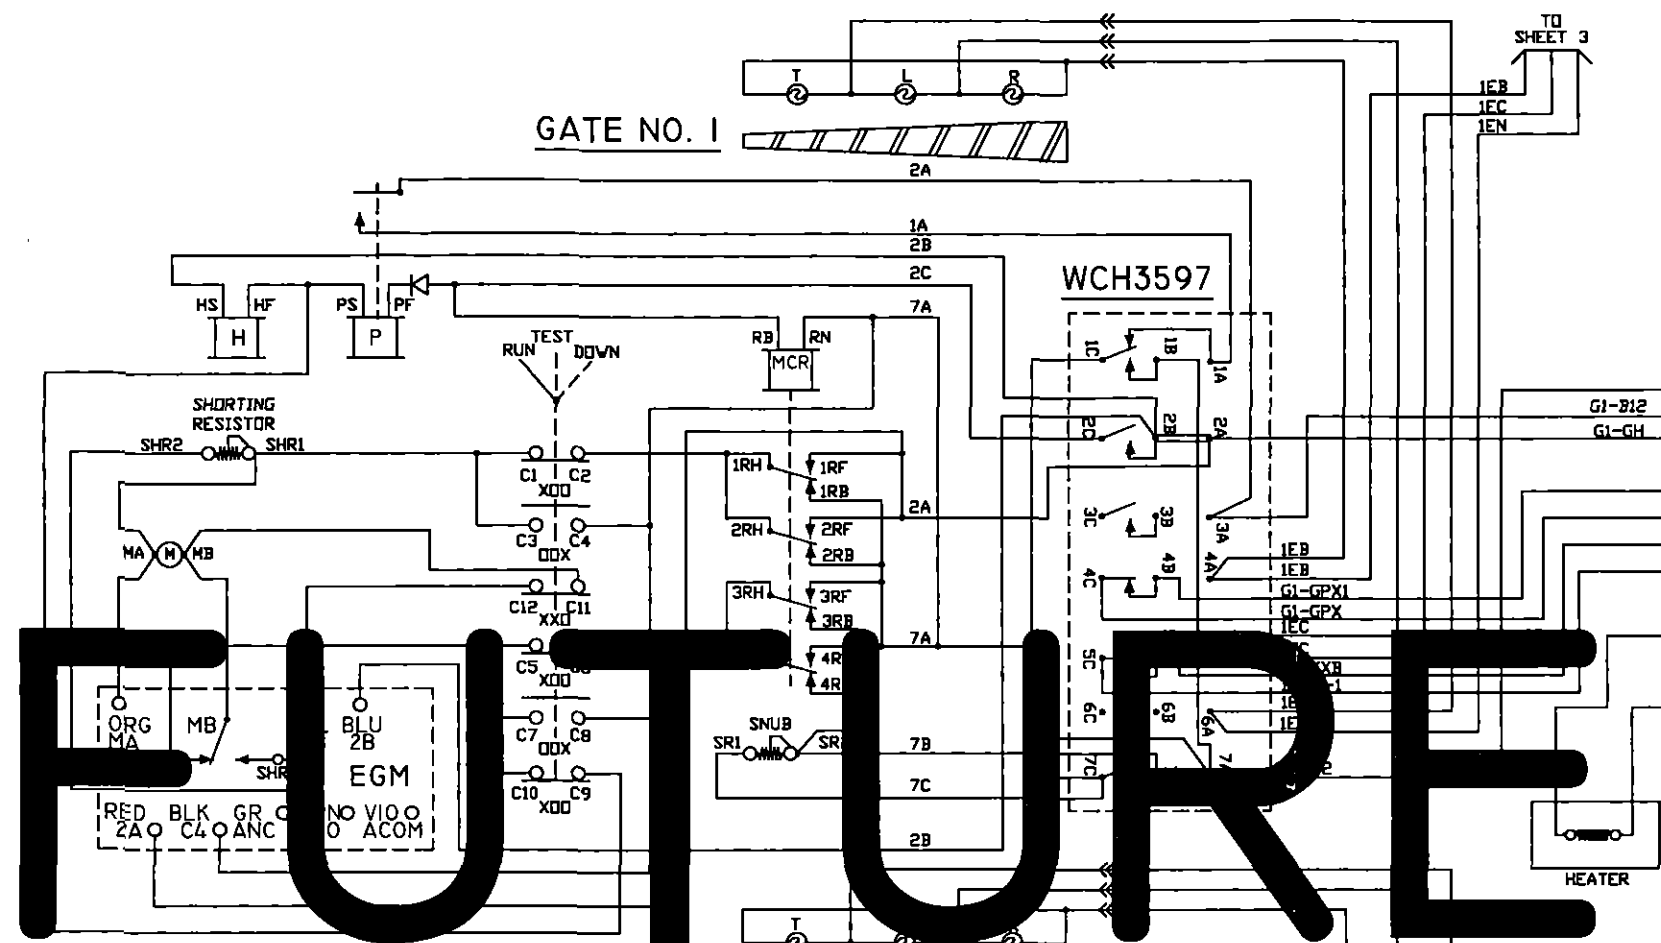 TO
SHEET 3
T L R
1EB
1EC
1EN
GATE NO. 1
2A
1A
2B
2C
WCH3597
HS HF PS PF
7A
H P
TEST
RUN DOWN
RB RN
MCR
1C 1B 1A
SHORTING
RESISTOR
G1-B12
G1-GH
2C 2B 2A
SHR2 SHR1
C1 C2
XOO
1RH 1RF
1RB
2A
3C 3B 3A
C3 C4
OOX
2RH 2RF
2RB
MA M MB
1EB
4C 4B 4A
1EB
G1-GPX1
G1-GPX
C12 C11
XXO
3RH 3RF
3RB
1EC
7A
C5
XOO
5C
FUTURE
ORG
MA
MB
BLU
2B
6C 6B 6A
C7 C8
OOX
SNUB
SR1
7B
7C
EGM
C10 C9
XOO
7C
RED BLK GR VIO
2A C4 ANC ACOM
2B
HEATER
T